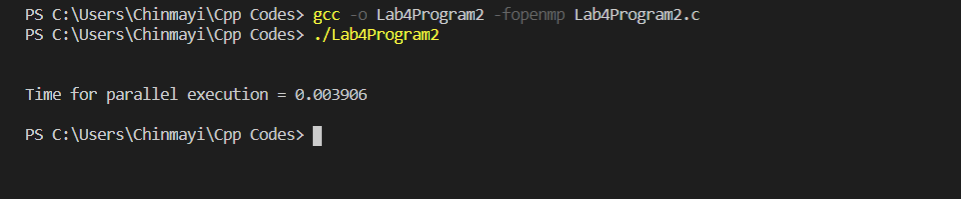 PS C:\Users\Chinmayi\Cpp Codes> gcc -o Lab4Program2 -fopenmp Lab4Program2.c
PS C:\Users\Chinmayi\Cpp Codes> ./Lab4Program2
Time for parallel execution = 0.003906
PS C:\Users\Chinmayi\Cpp Codes>